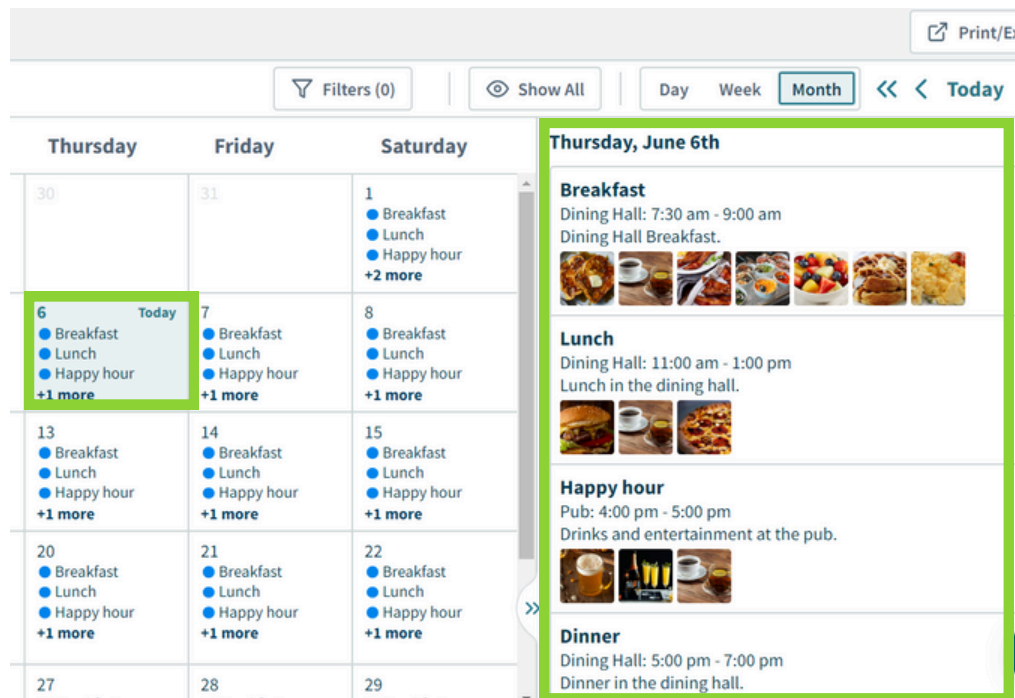 Print/Ex
Filters (0)
Show All
Day Week Month
Today
Thursday Friday Saturday
30
31
1
Breakfast
Lunch
Happy hour
+2 more
6 Today
Breakfast
Lunch
Happy hour
+1 more
7
Breakfast
Lunch
Happy hour
+1 more
8
Breakfast
Lunch
Happy hour
+1 more
13
Breakfast
Lunch
Happy hour
+1 more
14
Breakfast
Lunch
Happy hour
+1 more
15
Breakfast
Lunch
Happy hour
+1 more
20
Breakfast
Lunch
Happy hour
+1 more
21
Breakfast
Lunch
Happy hour
+1 more
22
Breakfast
Lunch
Happy hour
+1 more
27
28
29
Thursday, June 6th
Breakfast
Dining Hall: 7:30 am - 9:00 am
Dining Hall Breakfast.
Lunch
Dining Hall: 11:00 am - 1:00 pm
Lunch in the dining hall.
Happy hour
Pub: 4:00 pm - 5:00 pm
Drinks and entertainment at the pub.
Dinner
Dining Hall: 5:00 pm - 7:00 pm
Dinner in the dining hall.